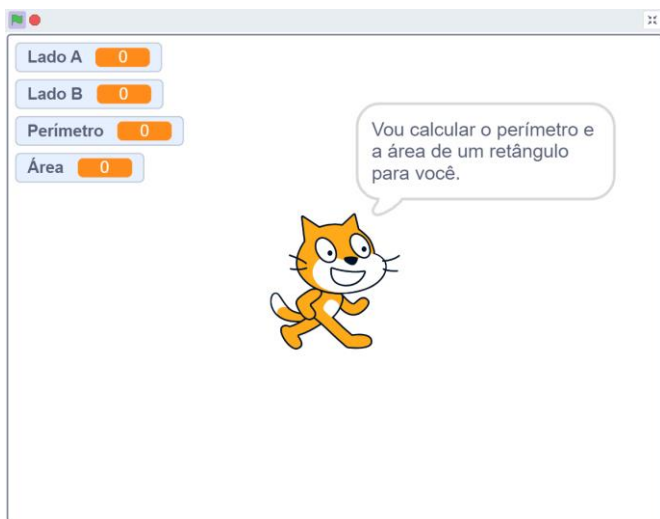 Lado A 0
Lado B 0
Perímetro 0
Área 0
Vou calcular o perímetro e
a área de um retângulo
para você.